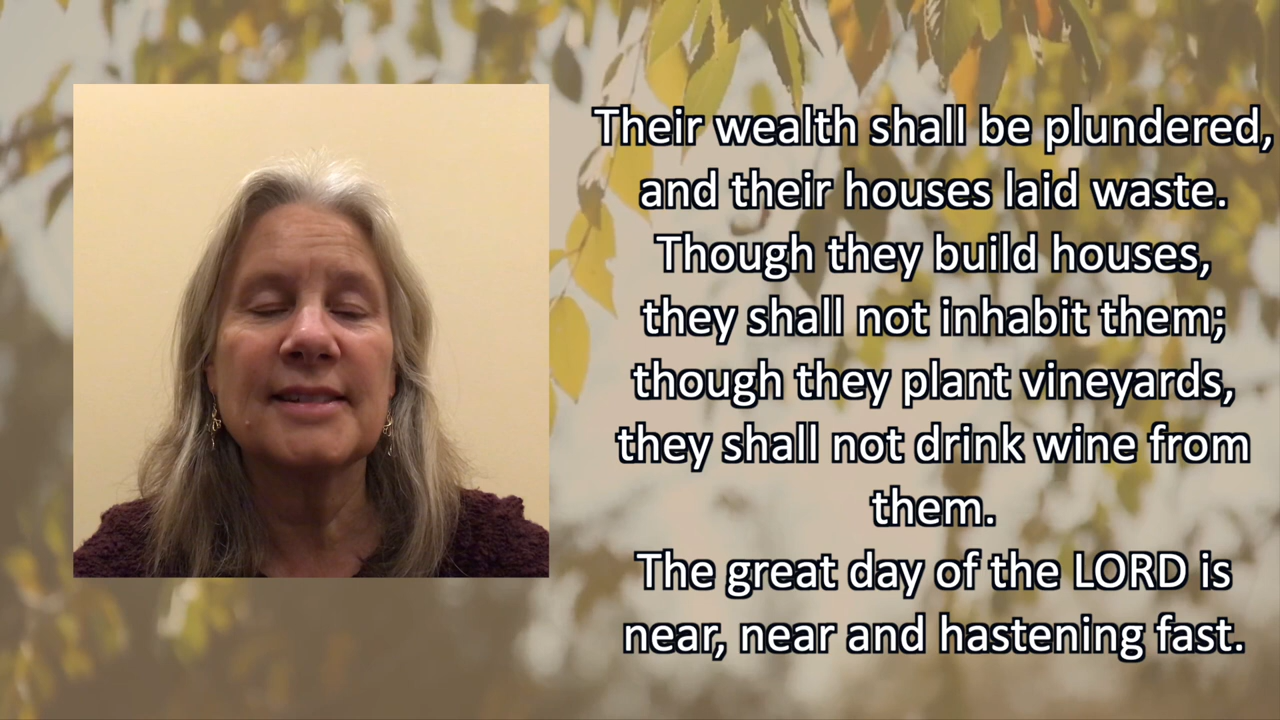 Their wealth shall be plundered,
and their houses laid waste.
Though they build houses,
they shall not inhabit them;
though they plant vineyards,
they shall not drink wine from
them.
The great day of the LORD is
near, near and hastening fast.